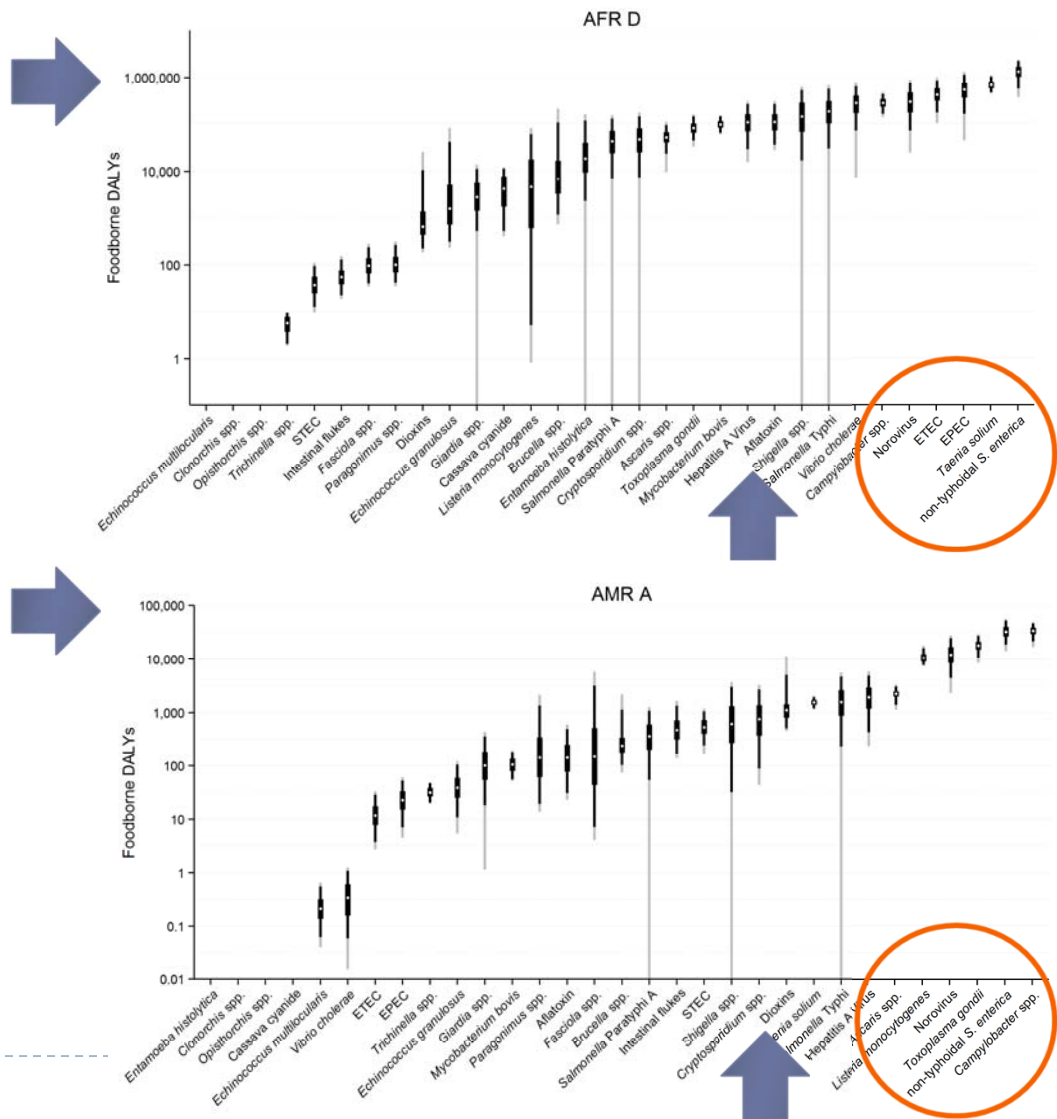 AFR D
1,000,000
10,000
100
1
Foodborne DALYs
Echinococcus multilocularis
Clonorchis spp.
Opisthorchis spp.
Trichinella spp.
STEC
Intestinal flukes
Fasciola spp.
Paragonimus spp.
Dioxins
Echinococcus granulosus
Giardia spp.
Cassava cyanide
Listeria monocytogenes
Brucella spp.
Entamoeba histolytica
Salmonella Paratyphi A
Cryptosporidium spp.
Ascaris spp.
Toxoplasma gondii
Mycobacterium bovis
Hepatitis A Virus
Aflatoxin
Shigella spp.
Salmonella Typhi
Vibrio cholerae
Campylobacter spp.
Norovirus
ETEC
EPEC
Taenia solium
non-typhoidal S. enterica
AMR A
100,000
10,000
1,000
100
10
1
0.1
0.01
Foodborne DALYs
Entamoeba histolytica
Clonorchis spp.
Opisthorchis spp.
Cassava cyanide
Echinococcus multilocularis
Vibrio cholerae
ETEC
EPEC
Trichinella spp.
Echinococcus granulosus
Giardia spp.
Mycobacterium bovis
Paragonimus spp.
Aflatoxin
Fasciola spp.
Brucella spp.
Salmonella Paratyphi A
Intestinal flukes
STEC
Shigella spp.
Cryptosporidium spp.
Dioxins
enia solium
almonella Typhi
Hepatitis A Virus
Ascaris spp.
Listeria monocytogenes
Norovirus
Toxoplasma gondii
non-typhoidal S. enterica
Campylobacter spp.